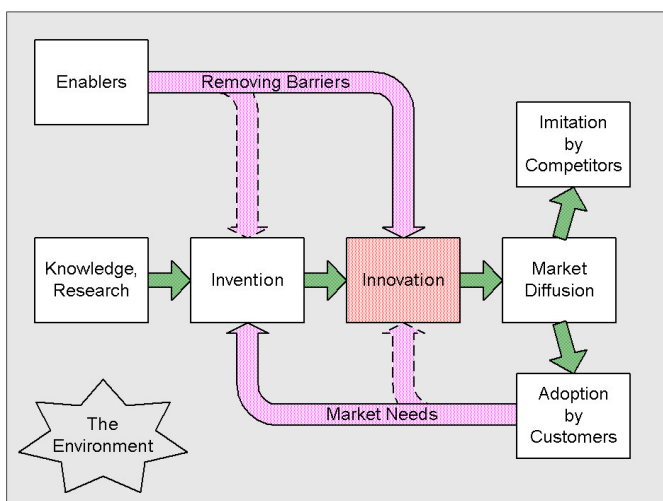 Enablers
Removing Barriers
Imitation
by
Competitors
Knowledge,
Research
Invention
Innovation
Market
Diffusion
Market Needs
Adoption
by
Customers
The
Environment